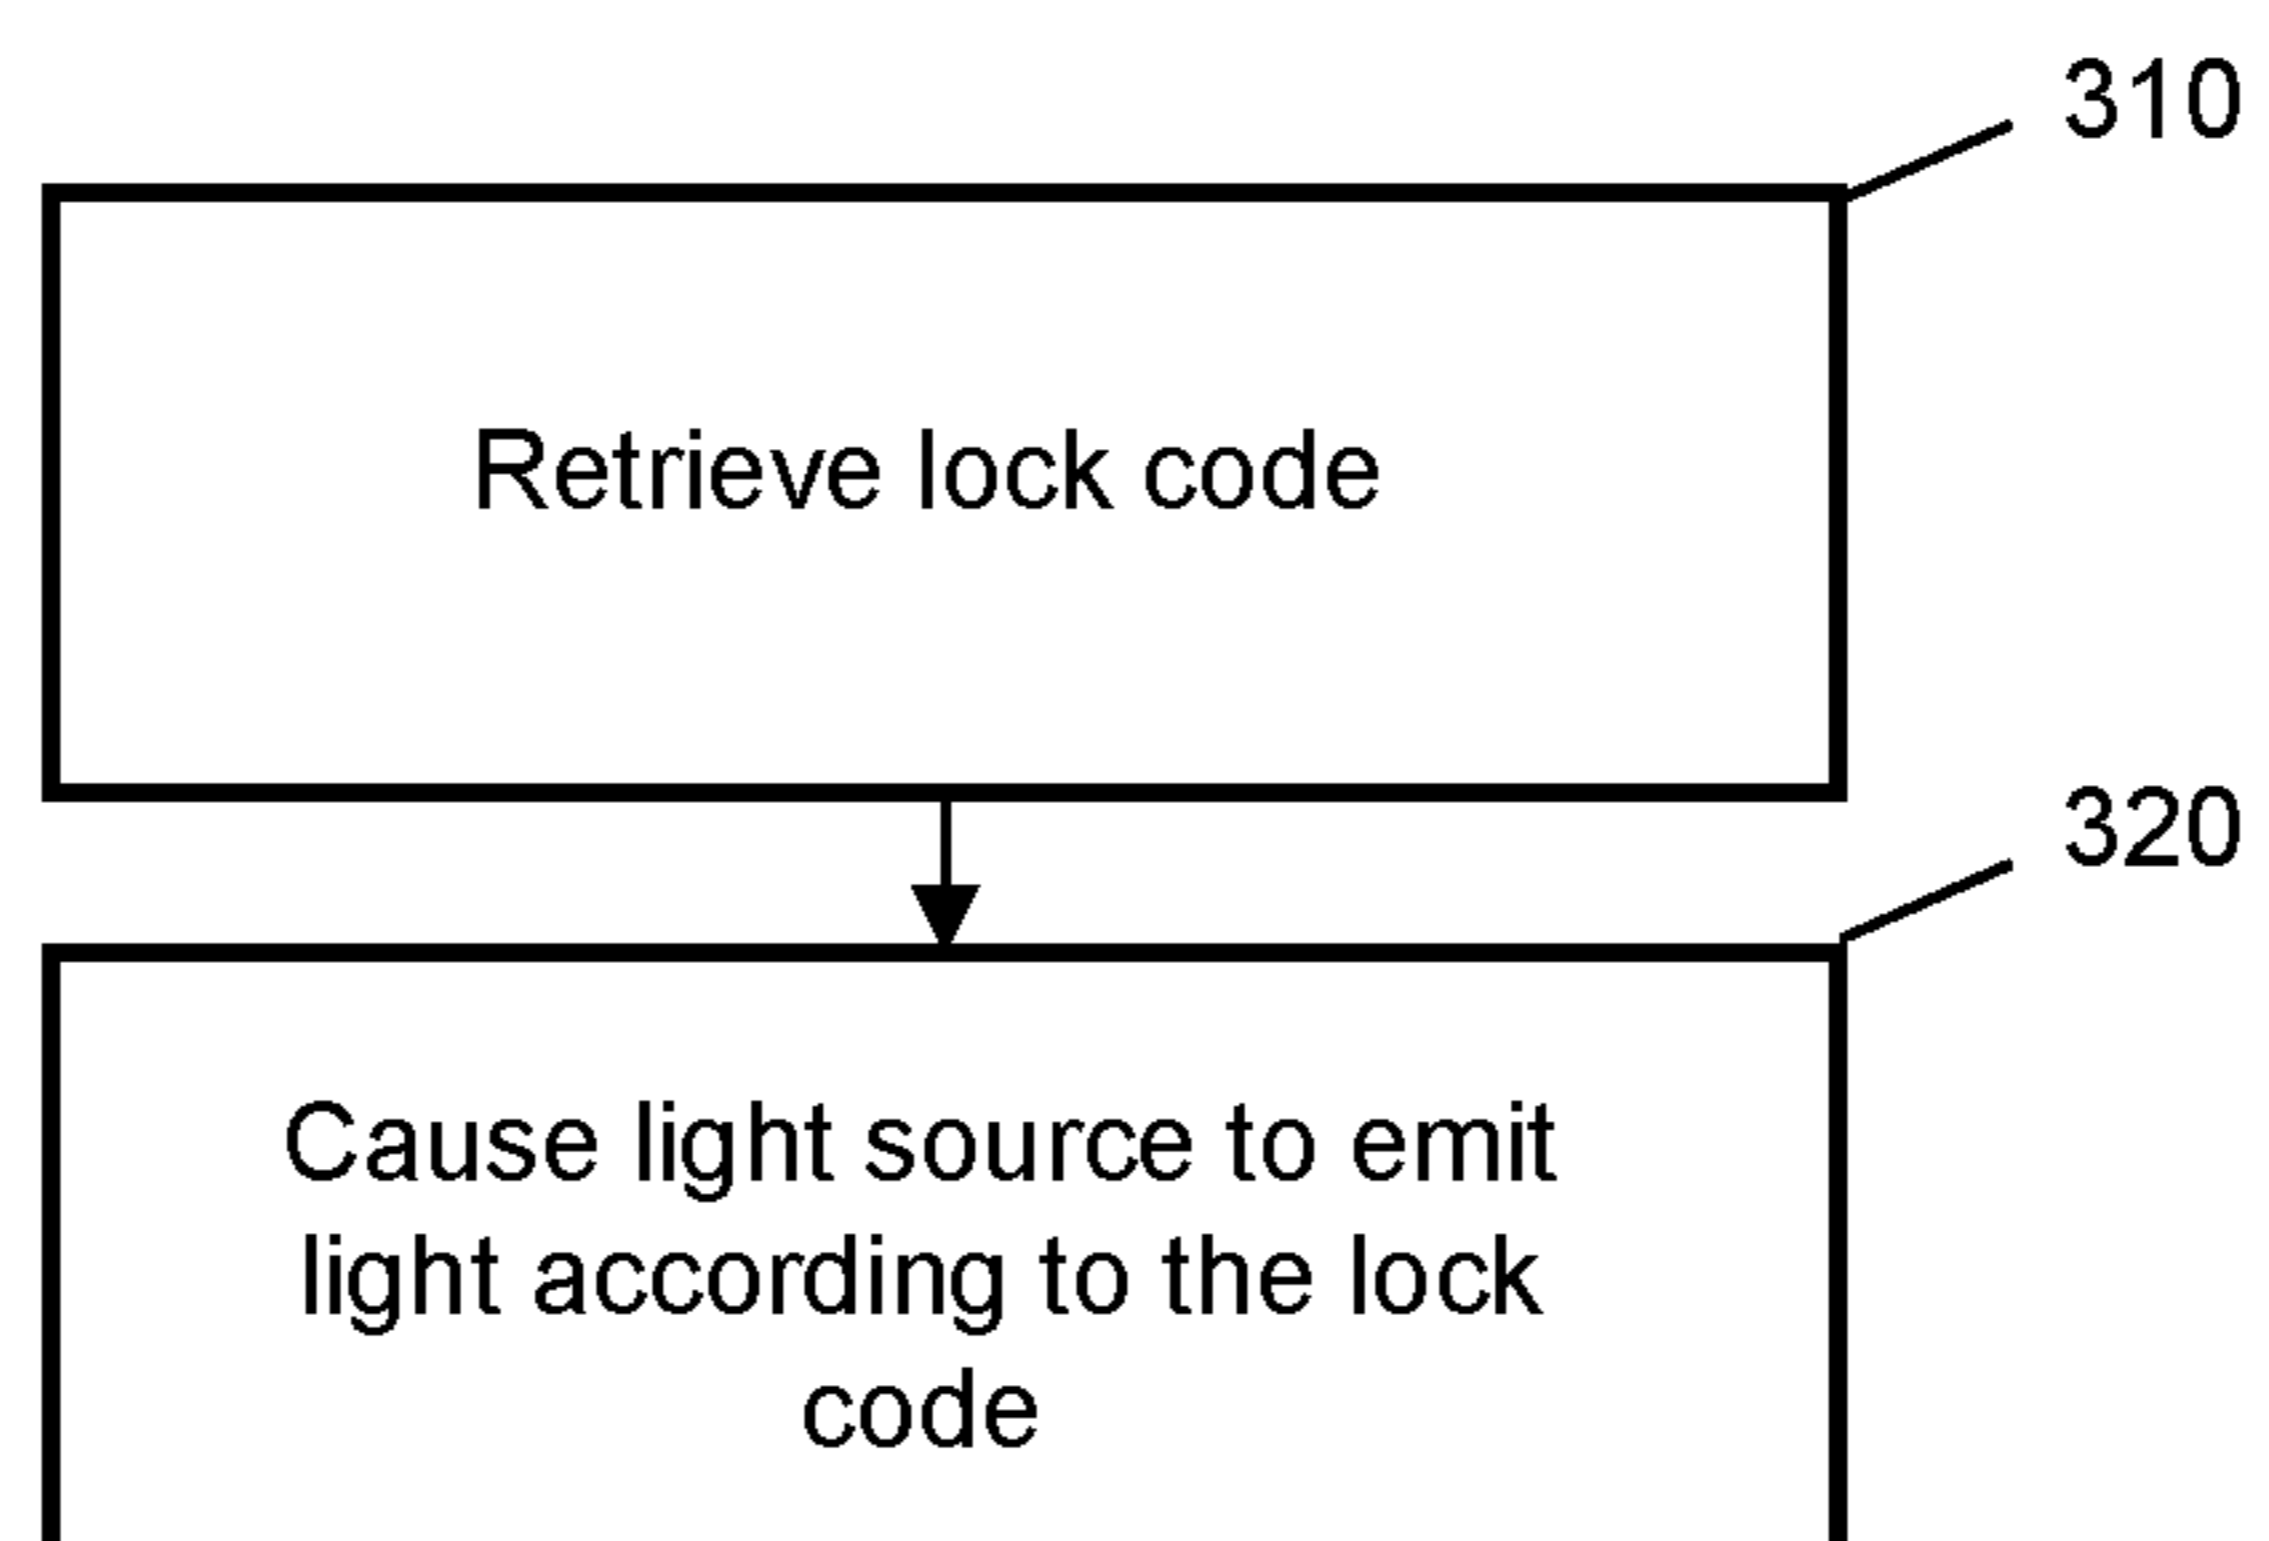 310
Retrieve lock code
320
Cause light source to emit
light according to the lock
code